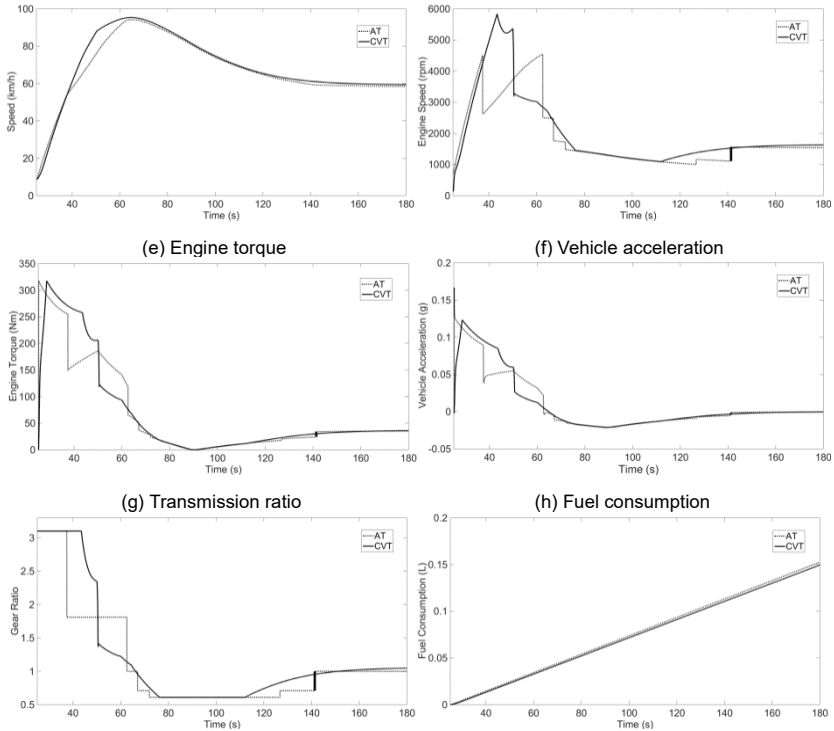 100
80
60
40
20
0
Speed (km/h)
40 60 80 100 120 140 160 180
Time (s)
AT
CVT
6000
5000
4000
3000
2000
1000
0
Engine Speed (rpm)
40 60 80 100 120 140 160 180
Time (s)
AT
CVT
(e) Engine torque
(f) Vehicle acceleration
350
300
250
200
150
100
50
0
Engine Torque (Nm)
40 60 80 100 120 140 160 180
Time (s)
AT
CVT
0.2
0.15
0.1
0.05
0
-0.05
Vehicle Acceleration (g)
40 60 80 100 120 140 160 180
Time (s)
AT
CVT
(g) Transmission ratio
(h) Fuel consumption
3
2.5
2
1.5
1
0.5
Gear Ratio
40 60 80 100 120 140 160 180
Time (s)
AT
CVT
0.2
0.15
0.1
0.05
0
Fuel Consumption (L)
40 60 80 100 120 140 160 180
Time (s)
AT
CVT